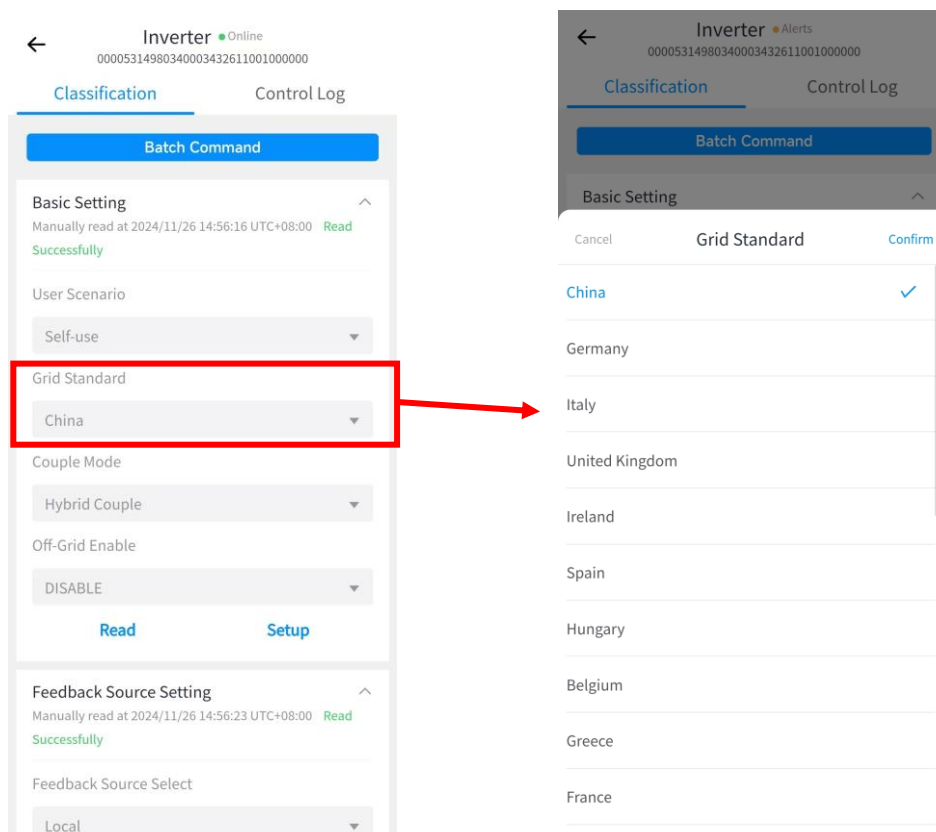 Inverter Online
00005314980340003432611001000000
Classification Control Log
Batch Command
Basic Setting
Manually read at 2024/11/26 14:56:16 UTC+08:00 Read
Successfully
User Scenario
Self-use
Grid Standard
China
Couple Mode
Hybrid Couple
Off-Grid Enable
DISABLE
Read Setup
Feedback Source Setting
Manually read at 2024/11/26 14:56:23 UTC+08:00 Read
Successfully
Feedback Source Select
Local
Inverter Alerts
00005314980340003432611001000000
Classification Control Log
Batch Command
Basic Setting
Cancel Grid Standard Confirm
China
Germany
Italy
United Kingdom
Ireland
Spain
Hungary
Belgium
Greece
France